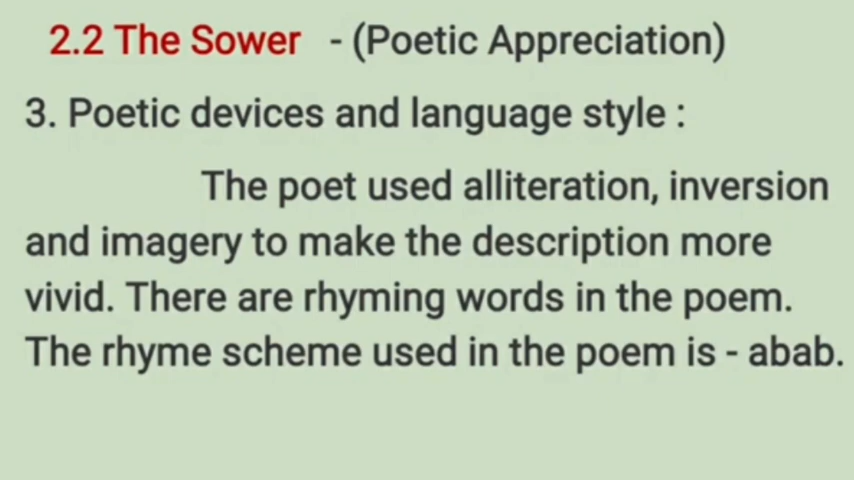 2.2 The Sower - (Poetic Appreciation)
3. Poetic devices and language style :
The poet used alliteration, inversion
and imagery to make the description more
vivid. There are rhyming words in the poem.
The rhyme scheme used in the poem is - abab.